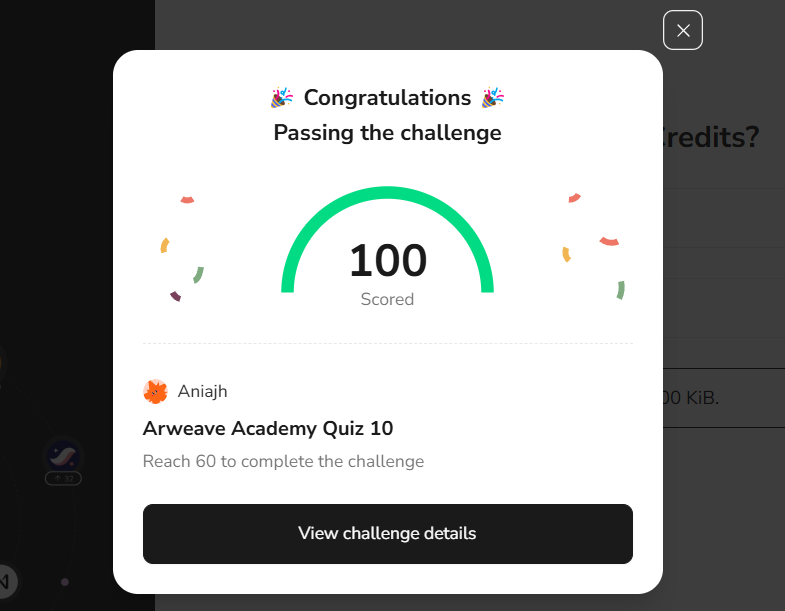 Congratulations
Passing the challenge
redits?
100
Scored
00 KiB.
Aniajh
Arweave Academy Quiz 10
Reach 60 to complete the challenge
View challenge details